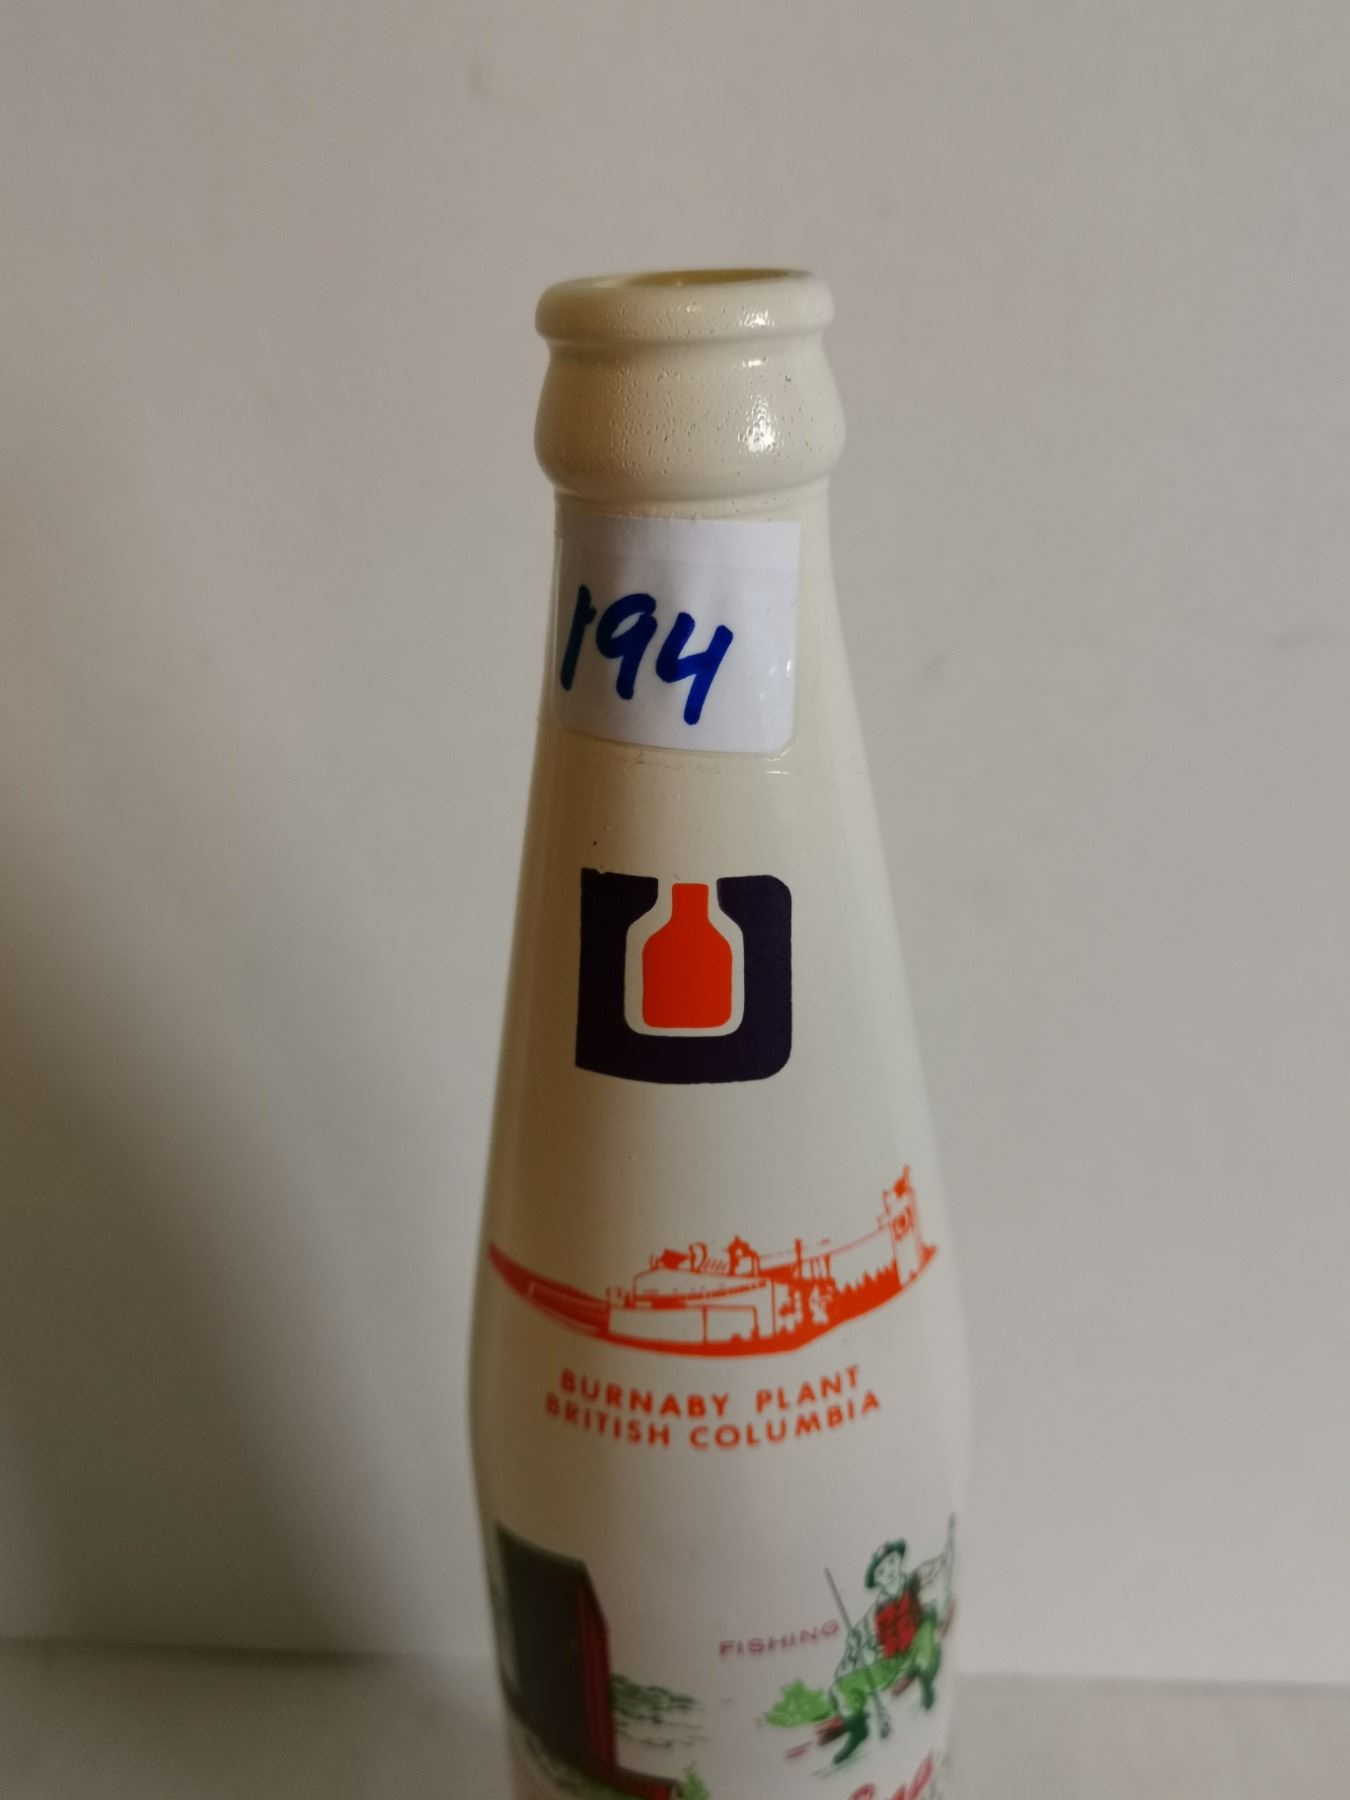 194
BURNABY PLANT
BRITISH COLUMBIA
FISHING